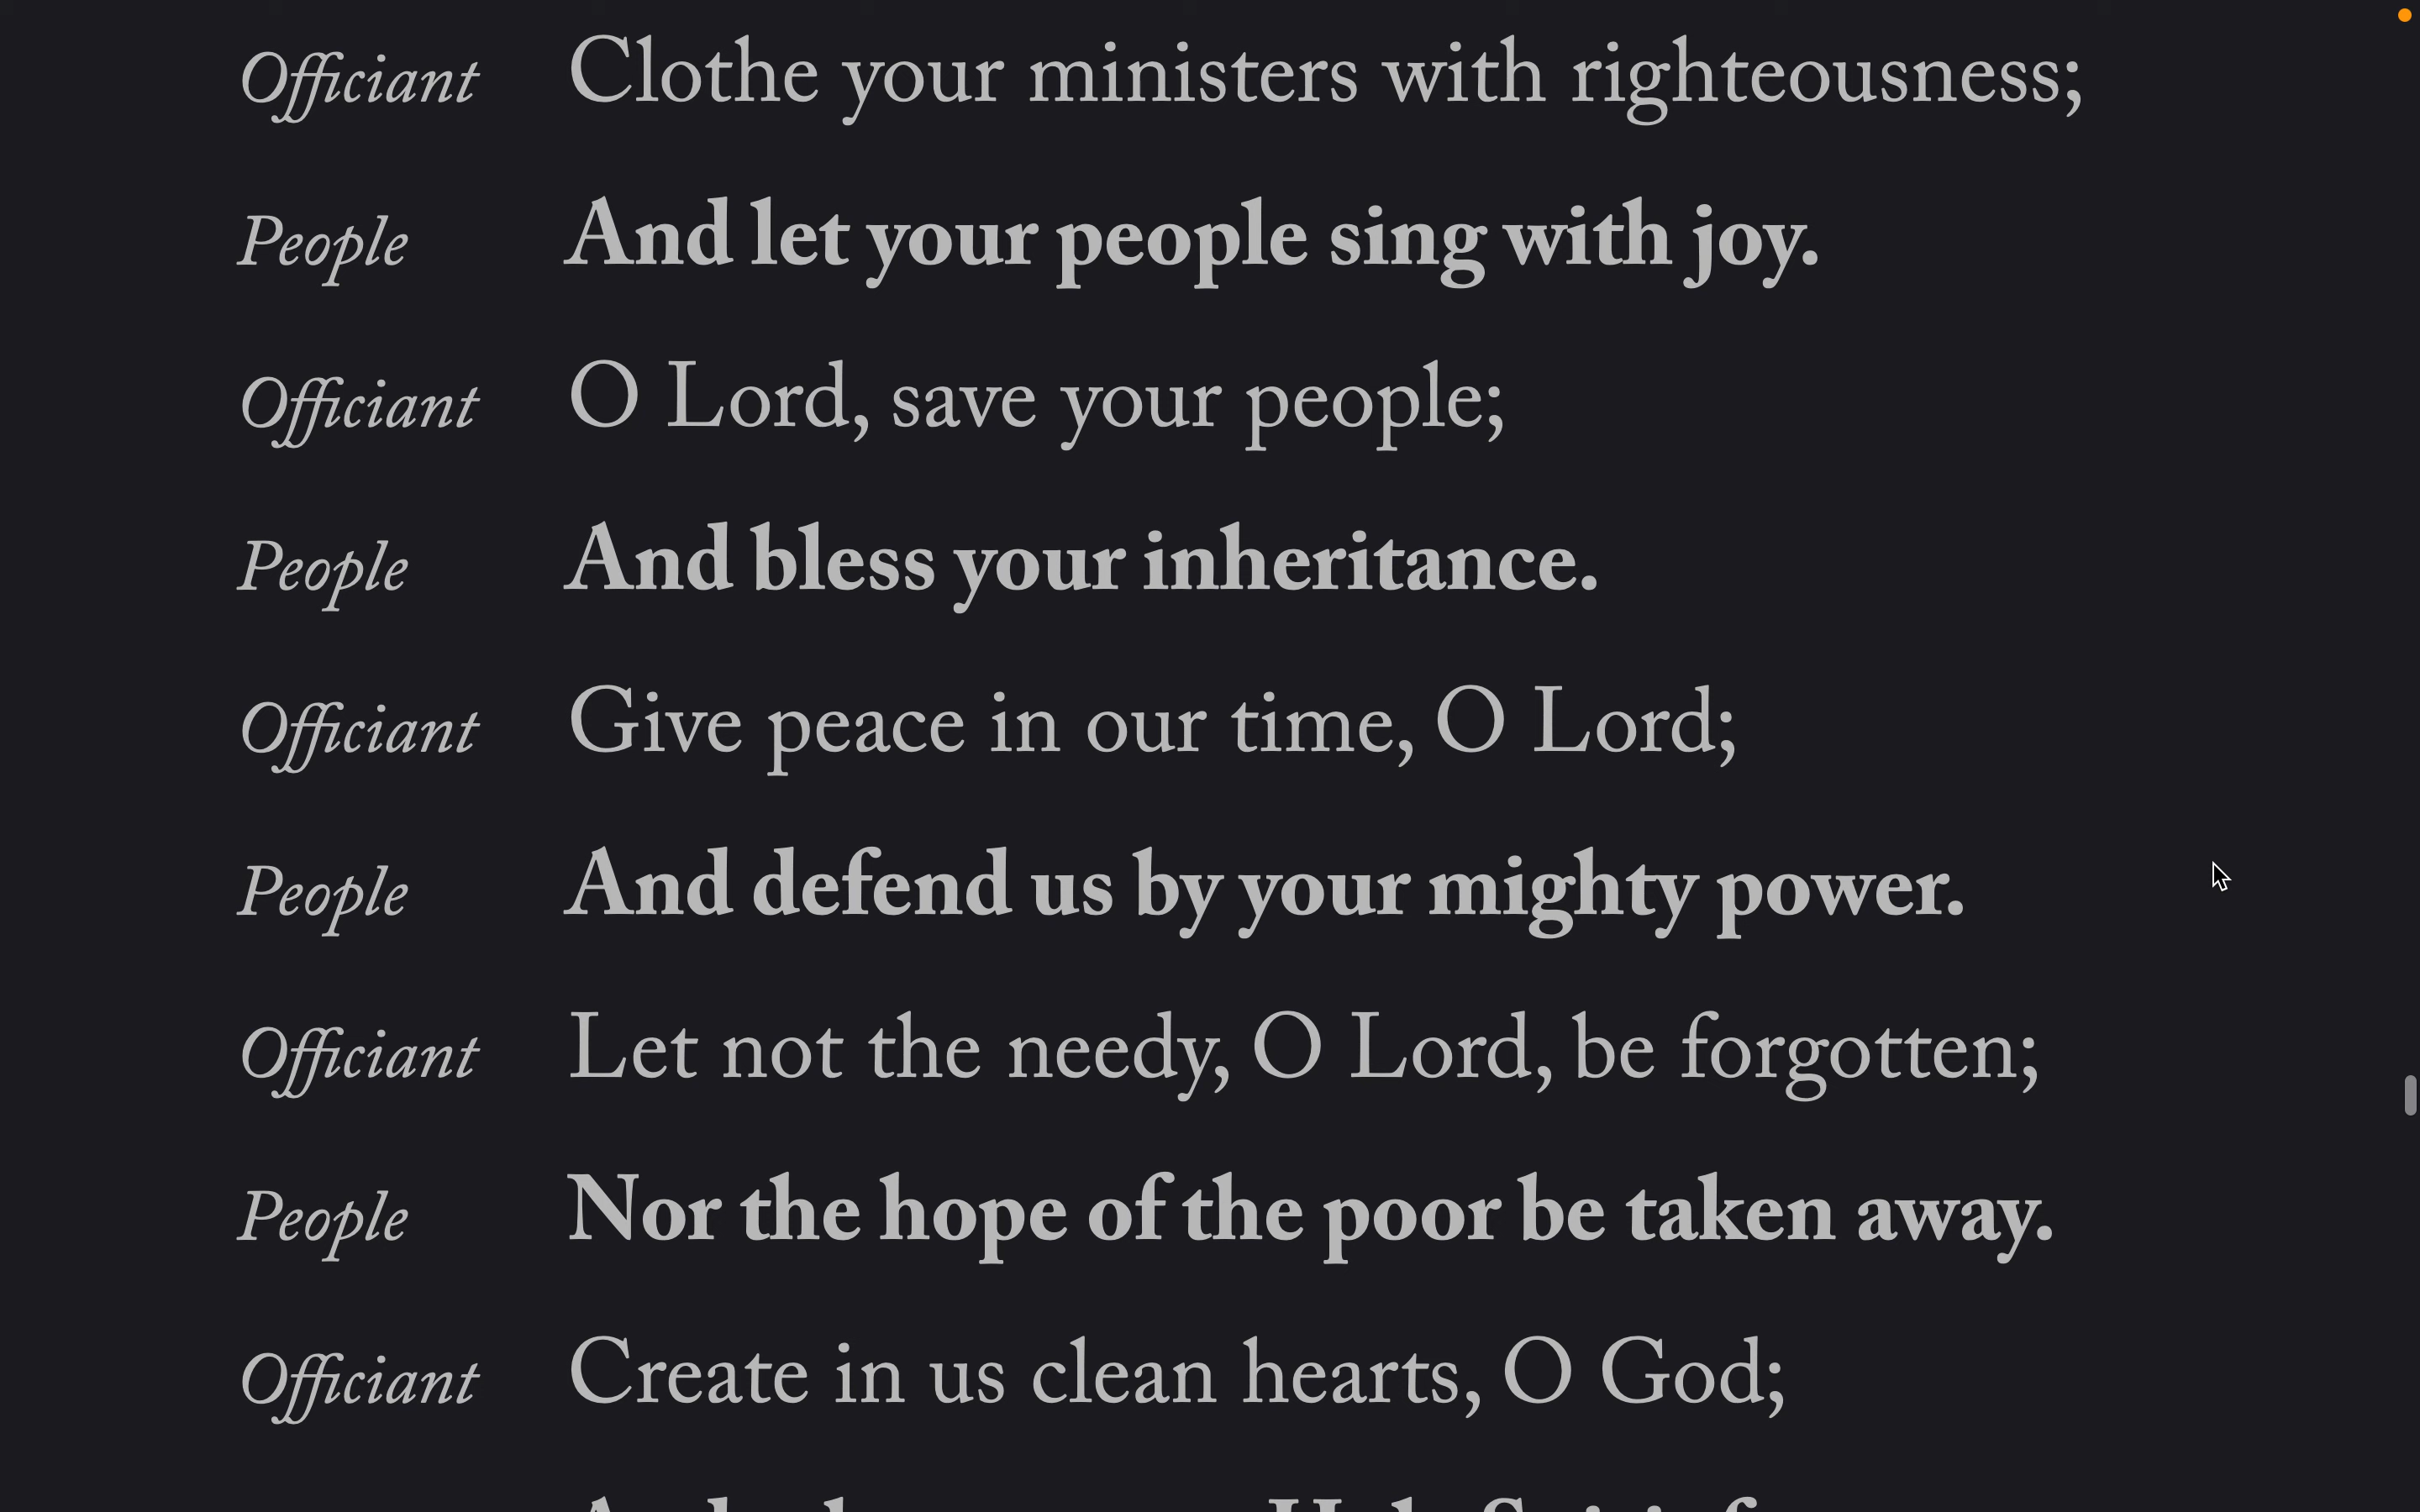 Officiant Clothe your ministers with righteousness;
People And let your people sing with joy.
Officiant O Lord, save your people;
People And bless your inheritance.
Officiant Give peace in our time, O Lord;
People And defend us by your mighty power.
Officiant Let not the needy, O Lord, be forgotten;
People Nor the hope of the poor be taken away.
Officiant Create in us clean hearts, O God;